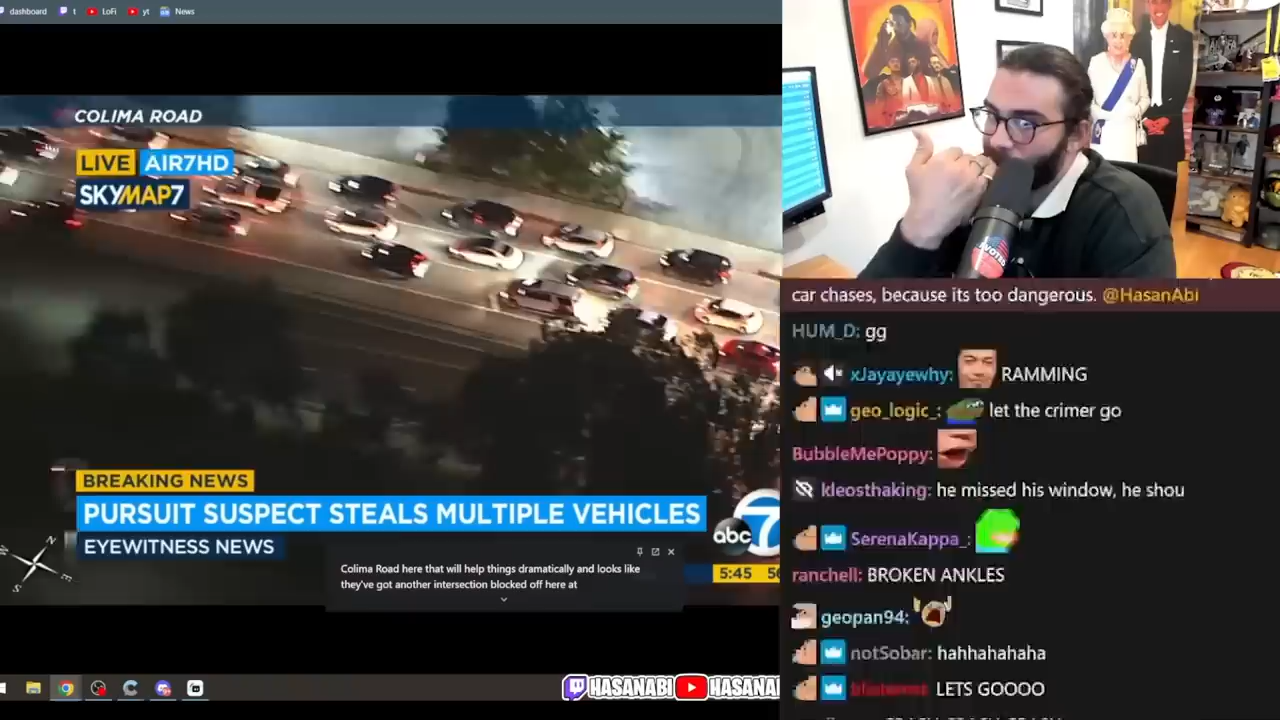 dashboard
t
LoFi
yt
News
COLIMA ROAD
LIVE AIR7HD
SKYMAP7
BREAKING NEWS
PURSUIT SUSPECT STEALS MULTIPLE VEHICLES
EYEWITNESS NEWS
abc 7
5:45
Colima Road here that will help things dramatically and looks like
they've got another intersection blocked off here at
N
E
S
HASANABI HASANA
car chases, because its too dangerous. @HasanAbi
HUM_D: gg
xJayayewhy: RAMMING
geo_logic_: let the crimer go
BubbleMePoppy:
kleosthaking: he missed his window, he shou
SerenaKappa_:
ranchell: BROKEN ANKLES
geopan94:
notSobar: hahhahahaha
LETS GOOOO